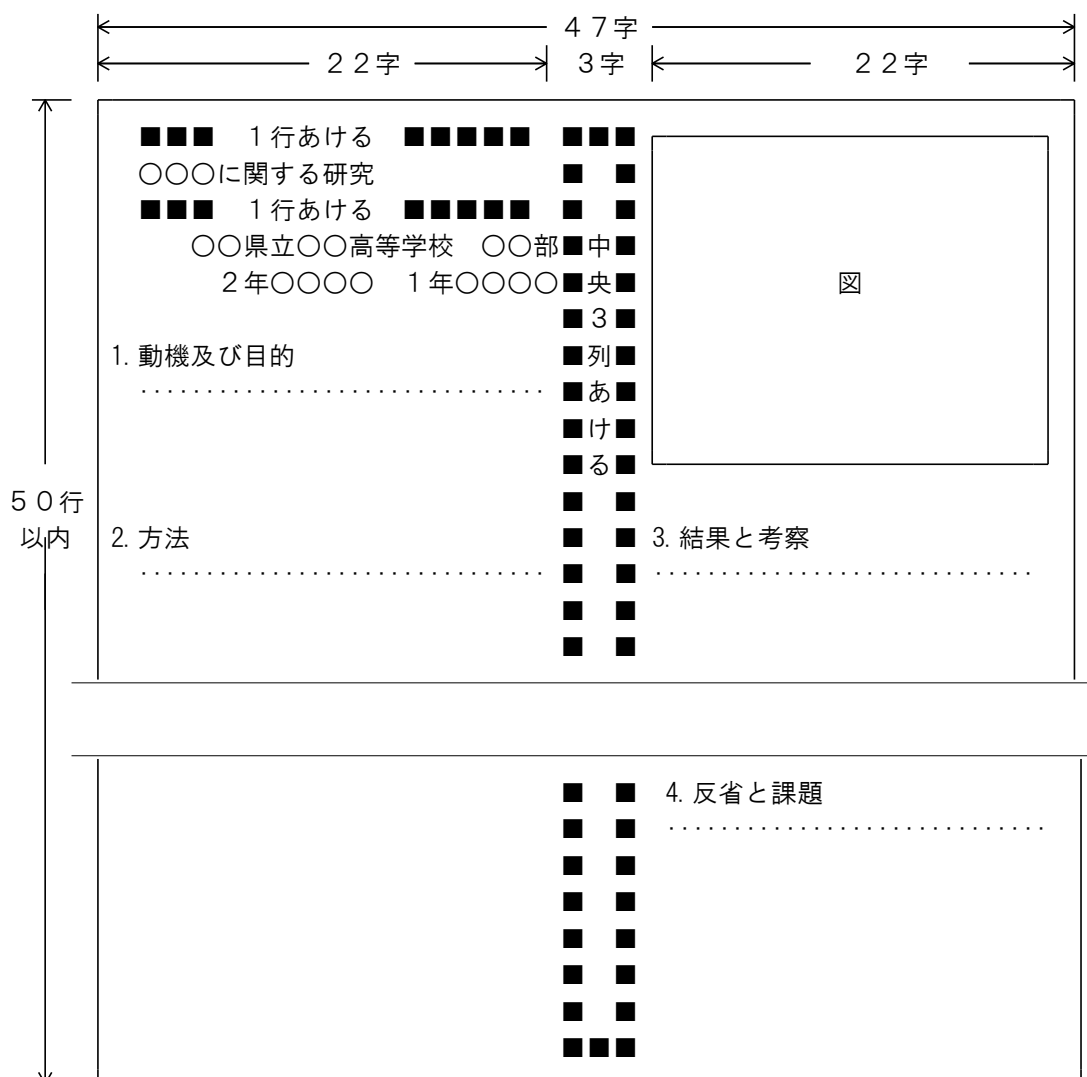 ４７字
２２字
３字
２２字
■■■　１行あける　■■■■■
○○○に関する研究
■■■　１行あける　■■■■■
○○県立○○高等学校　○○部
２年○○○○　１年○○○○
1. 動機及び目的
‥‥‥‥‥‥‥‥‥‥‥‥‥‥‥
５０行
以内
2. 方法
‥‥‥‥‥‥‥‥‥‥‥‥‥‥‥
中央３列あける
図
3. 結果と考察
‥‥‥‥‥‥‥‥‥‥‥‥‥‥
4. 反省と課題
‥‥‥‥‥‥‥‥‥‥‥‥‥‥